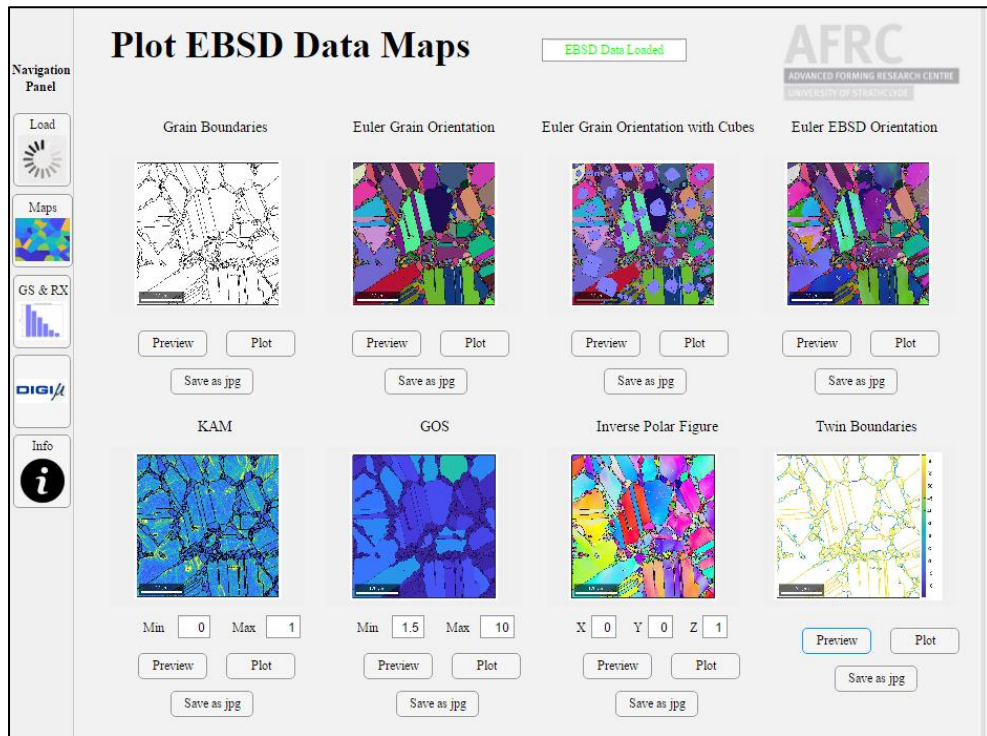 Plot EBSD Data Maps
EBSD Data Loaded
AFRC
ADVANCED FORMING RESEARCH CENTRE
UNIVERSITY OF STRATHCLYDE
Navigation
Panel
Load
Maps
GS & RX
DIGIμ
Info
i
Grain Boundaries
Euler Grain Orientation
Euler Grain Orientation with Cubes
Euler EBSD Orientation
Preview
Plot
Preview
Plot
Preview
Plot
Preview
Plot
Save as jpg
Save as jpg
Save as jpg
Save as jpg
KAM
GOS
Inverse Polar Figure
Twin Boundaries
Min 0 Max 1
Min 1.5 Max 10
X 0 Y 0 Z 1
Preview
Plot
Preview
Plot
Preview
Plot
Preview
Plot
Save as jpg
Save as jpg
Save as jpg
Save as jpg